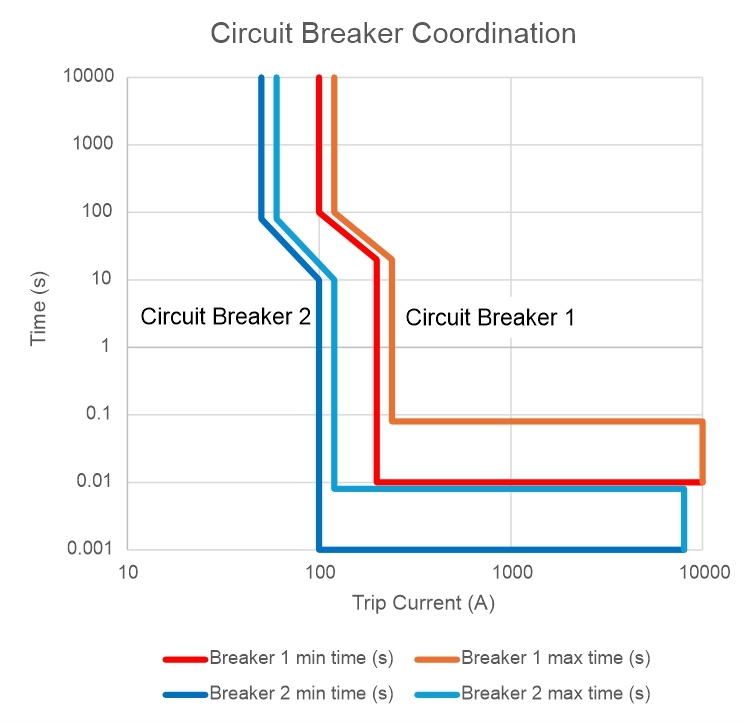 Circuit Breaker Coordination
10000
1000
100
10
1
0.1
0.01
0.001
Time (s)
Circuit Breaker 2
Circuit Breaker 1
10
100
1000
10000
Trip Current (A)
Breaker 1 min time (s)
Breaker 1 max time (s)
Breaker 2 min time (s)
Breaker 2 max time (s)